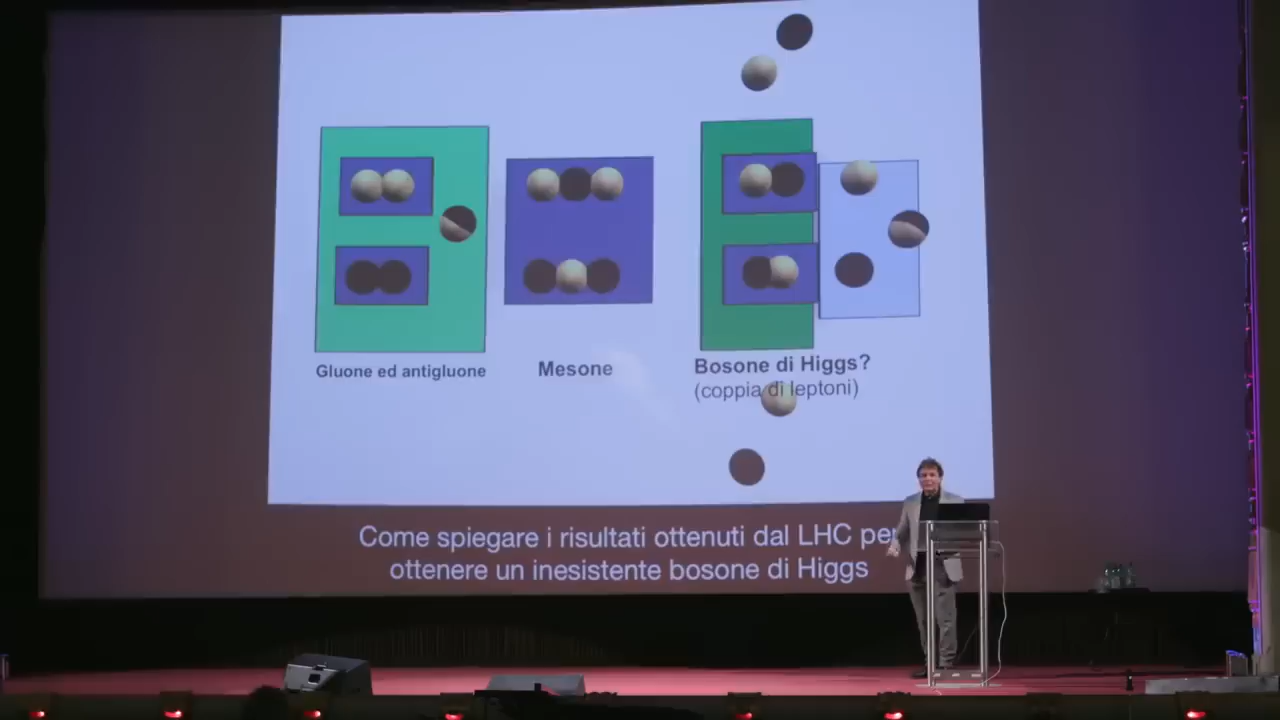 Gluone ed antigluone
Mesone
Bosone di Higgs?
(coppia di leptoni)
Come spiegare i risultati ottenuti dal LHC per
ottenere un inesistente bosone di Higgs